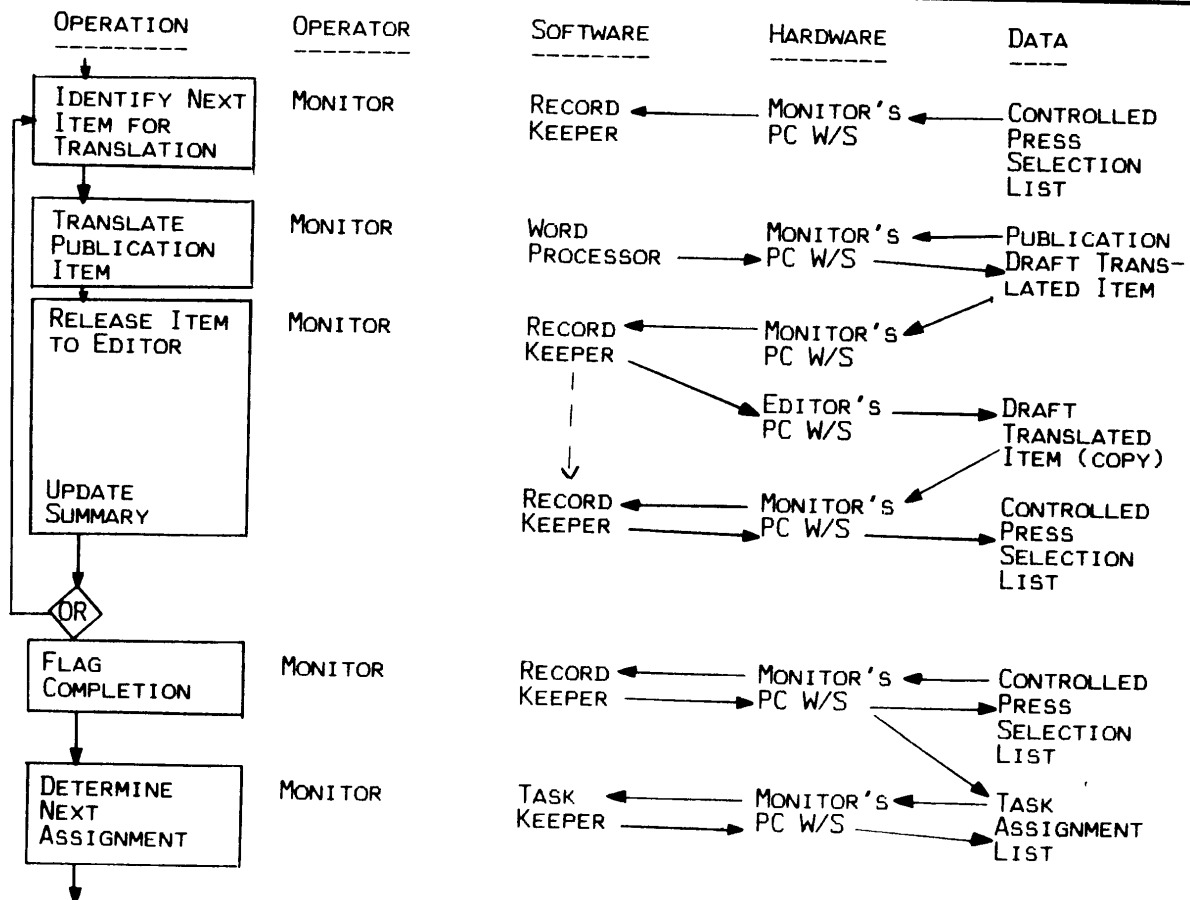 OPERATION OPERATOR SOFTWARE HARDWARE DATA
IDENTIFY NEXT
ITEM FOR
TRANSLATION
MONITOR
RECORD
KEEPER
MONITOR'S
PC W/S
CONTROLLED
PRESS
SELECTION
LIST
TRANSLATE
PUBLICATION
ITEM
MONITOR
WORD
PROCESSOR
MONITOR'S
PC W/S
PUBLICATION
DRAFT TRANS-
LATED ITEM
RELEASE ITEM
TO EDITOR
MONITOR
RECORD
KEEPER
MONITOR'S
PC W/S
EDITOR'S
PC W/S
DRAFT
TRANSLATED
ITEM (COPY)
UPDATE
SUMMARY
RECORD
KEEPER
MONITOR'S
PC W/S
CONTROLLED
PRESS
SELECTION
LIST
OR
FLAG
COMPLETION
MONITOR
RECORD
KEEPER
MONITOR'S
PC W/S
CONTROLLED
PRESS
SELECTION
LIST
DETERMINE
NEXT
ASSIGNMENT
MONITOR
TASK
KEEPER
MONITOR'S
PC W/S
TASK
ASSIGNMENT
LIST